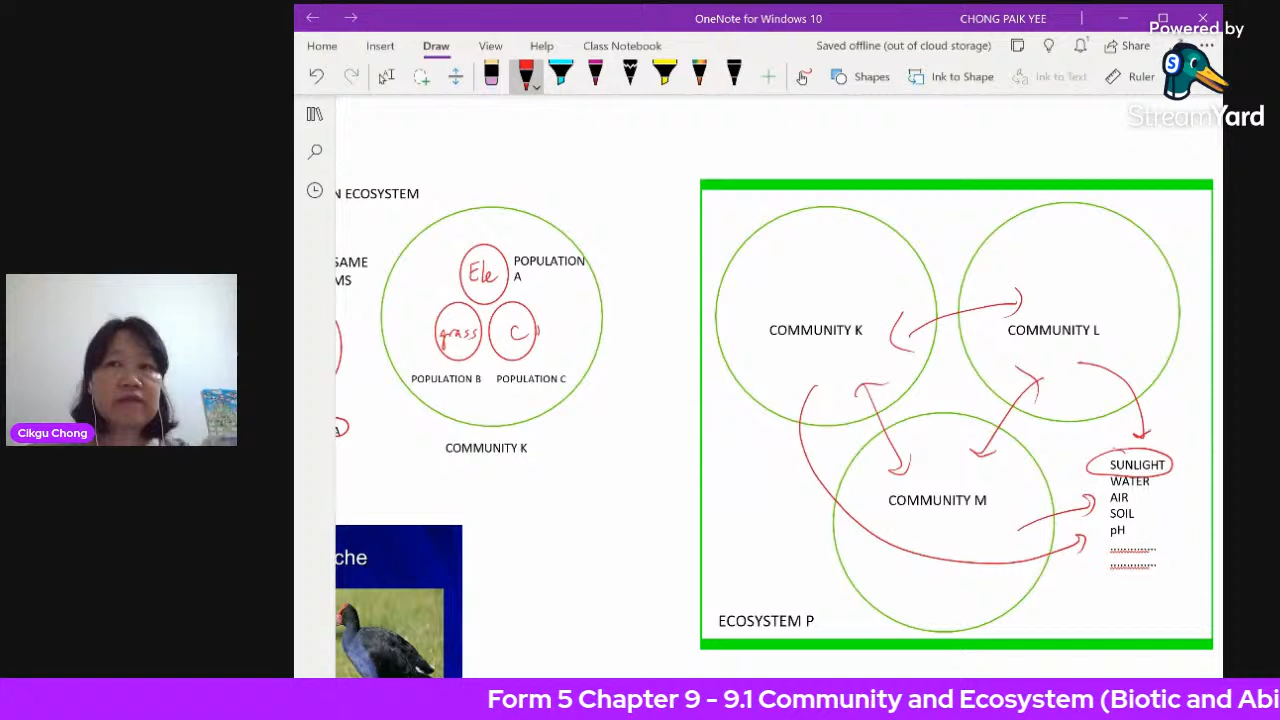 OneNote for Windows 10
CHONG PAIK YEE
Powered by
StreamYard
Home Insert Draw View Help Class Notebook
Saved offline (out of cloud storage)
Share
Shapes Ink to Shape Ink to Text Ruler
N ECOSYSTEM
SAME
MS
Ele
POPULATION
A
grass
C
POPULATION B POPULATION C
COMMUNITY K
A
che
COMMUNITY K
COMMUNITY L
COMMUNITY M
SUNLIGHT
WATER
AIR
SOIL
pH
...............
...............
ECOSYSTEM P
Cikgu Chong
Form 5 Chapter 9 - 9.1 Community and Ecosystem (Biotic and Abi